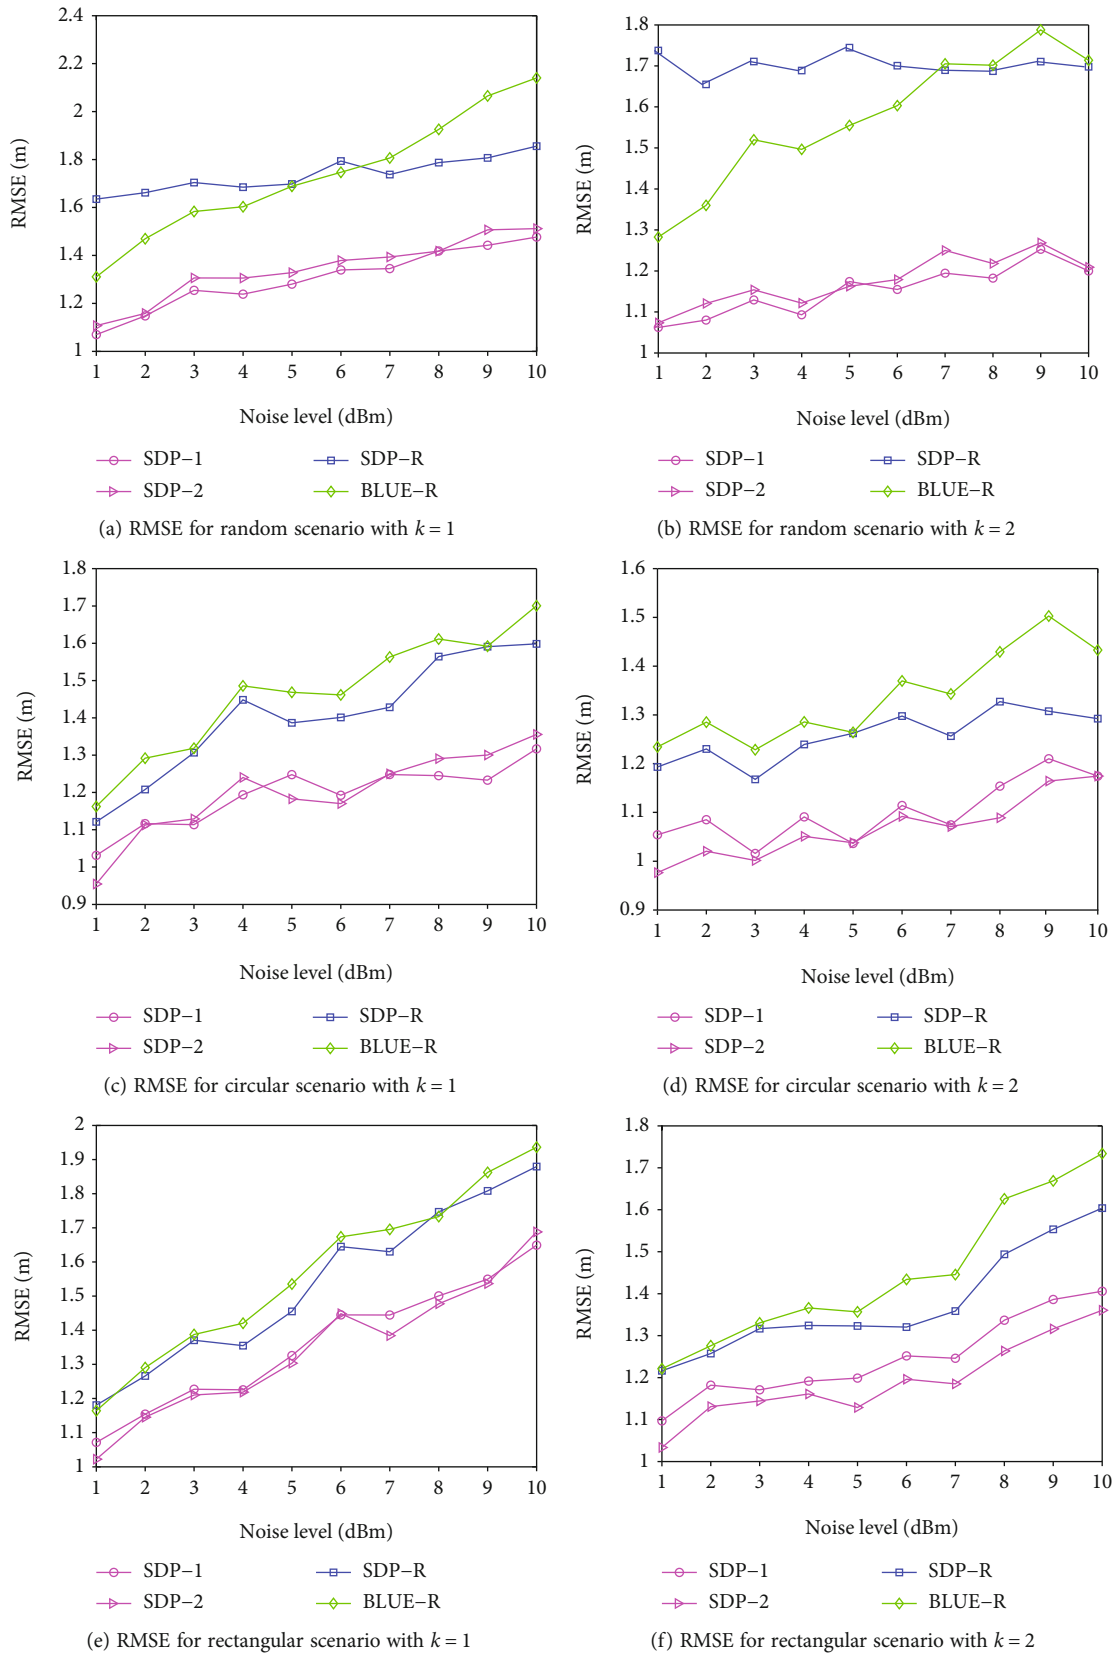 2.4
2.2
2
1.8
1.6
1.4
1.2
1
RMSE (m)
1 2 3 4 5 6 7 8 9 10
Noise level (dBm)
SDP−1 SDP−R
SDP−2 BLUE−R
(a) RMSE for random scenario with k = 1
1.8
1.7
1.6
1.5
1.4
1.3
1.2
1.1
1
RMSE (m)
1 2 3 4 5 6 7 8 9 10
Noise level (dBm)
SDP−1 SDP−R
SDP−2 BLUE−R
(b) RMSE for random scenario with k = 2
1.8
1.7
1.6
1.5
1.4
1.3
1.2
1.1
1
0.9
RMSE (m)
1 2 3 4 5 6 7 8 9 10
Noise level (dBm)
SDP−1 SDP−R
SDP−2 BLUE−R
(c) RMSE for circular scenario with k = 1
1.6
1.5
1.4
1.3
1.2
1.1
1
0.9
RMSE (m)
1 2 3 4 5 6 7 8 9 10
Noise level (dBm)
SDP−1 SDP−R
SDP−2 BLUE−R
(d) RMSE for circular scenario with k = 2
2
1.9
1.8
1.7
1.6
1.5
1.4
1.3
1.2
1.1
1
RMSE (m)
1 2 3 4 5 6 7 8 9 10
Noise level (dBm)
SDP−1 SDP−R
SDP−2 BLUE−R
(e) RMSE for rectangular scenario with k = 1
1.8
1.7
1.6
1.5
1.4
1.3
1.2
1.1
1
RMSE (m)
1 2 3 4 5 6 7 8 9 10
Noise level (dBm)
SDP−1 SDP−R
SDP−2 BLUE−R
(f) RMSE for rectangular scenario with k = 2